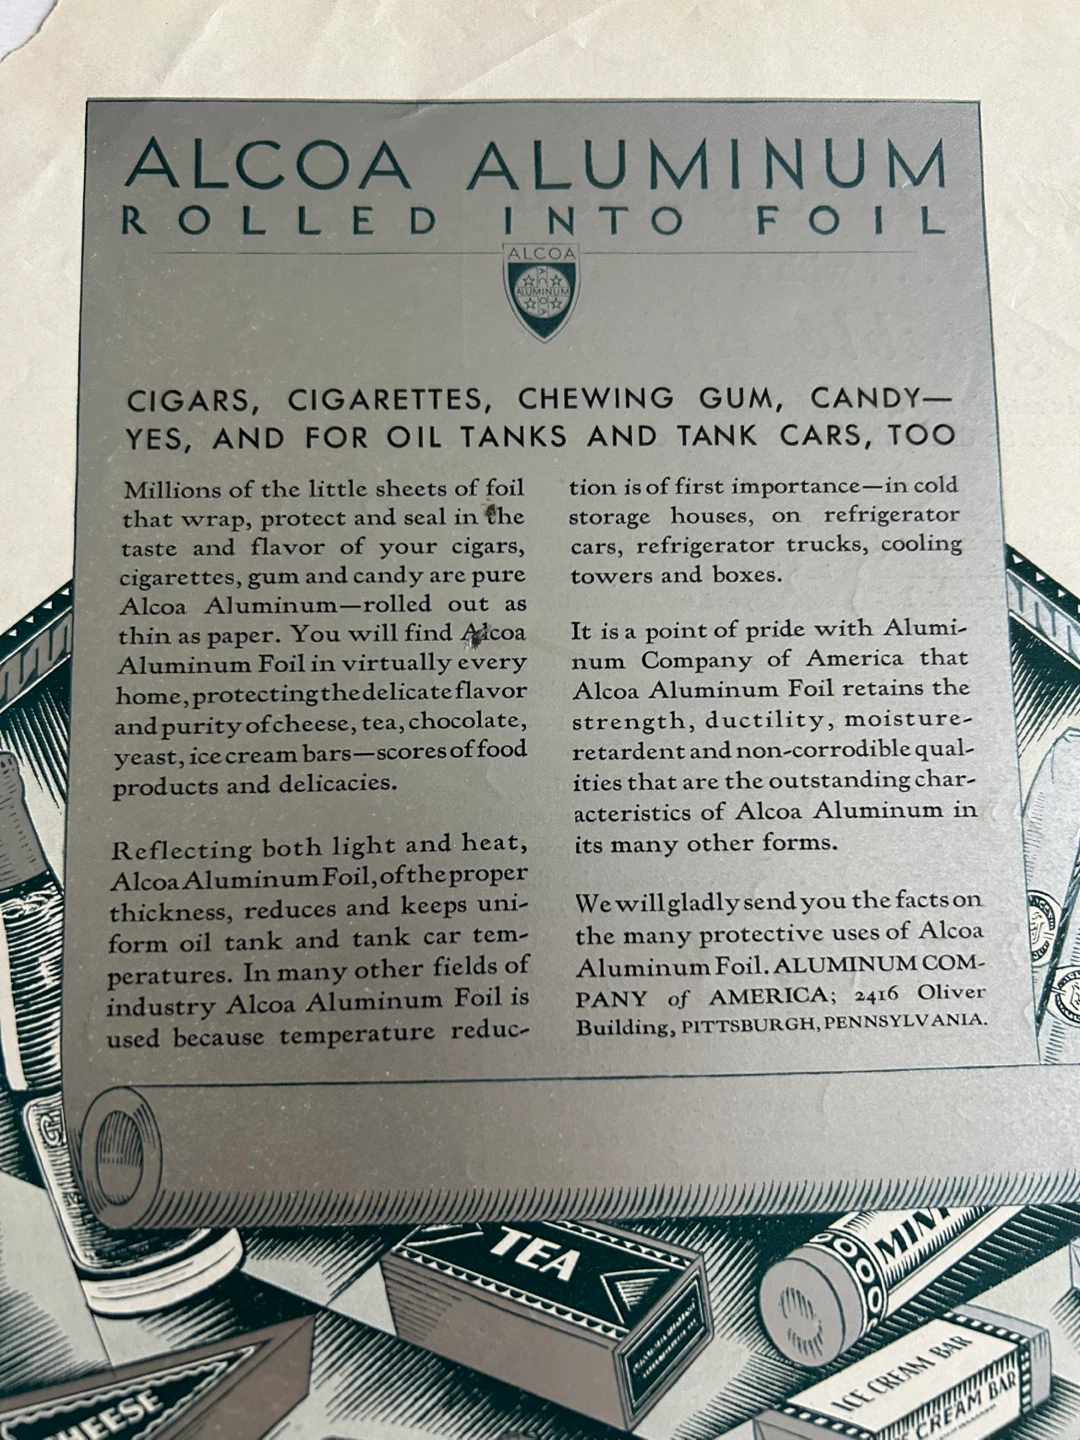 ALCOA ALUMINUM
ROLLED INTO FOIL
ALCOA
ALCOA
ALUMINUM
CIGARS, CIGARETTES, CHEWING GUM, CANDY—
YES, AND FOR OIL TANKS AND TANK CARS, TOO
Millions of the little sheets of foil
that wrap, protect and seal in the
taste and flavor of your cigars,
cigarettes, gum and candy are pure
Alcoa Aluminum—rolled out as
thin as paper. You will find Alcoa
Aluminum Foil in virtually every
home, protecting the delicate flavor
and purity of cheese, tea, chocolate,
yeast, ice cream bars—scores of food
products and delicacies.
Reflecting both light and heat,
Alcoa Aluminum Foil, of the proper
thickness, reduces and keeps uni-
form oil tank and tank car tem-
peratures. In many other fields of
industry Alcoa Aluminum Foil is
used because temperature reduc-
tion is of first importance—in cold
storage houses, on refrigerator
cars, refrigerator trucks, cooling
towers and boxes.
It is a point of pride with Alumi-
num Company of America that
Alcoa Aluminum Foil retains the
strength, ductility, moisture-
retardent and non-corrodible qual-
ities that are the outstanding char-
acteristics of Alcoa Aluminum in
its many other forms.
We will gladly send you the facts on
the many protective uses of Alcoa
Aluminum Foil. ALUMINUM COM-
PANY of AMERICA; 2416 Oliver
Building, PITTSBURGH, PENNSYLVANIA.
TEA
MINT
ICE CREAM BAR
CREAM BAR
HEESE